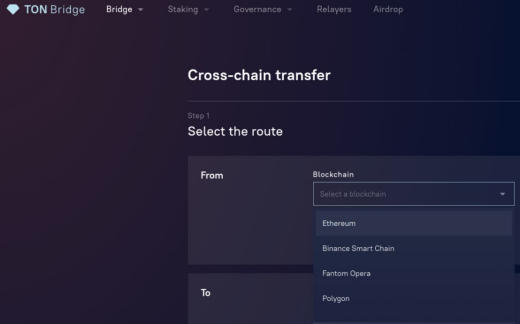 TON Bridge Bridge Staking Governance Relayers Airdrop
Cross-chain transfer
Step 1
Select the route
From
Blockchain
Select a blockchain
Ethereum
Binance Smart Chain
Fantom Opera
Polygon
To